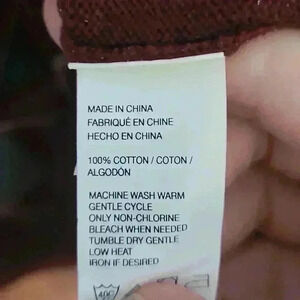 MADE IN CHINA
FABRIQUÉ EN CHINE
HECHO EN CHINA
100% COTTON / COTON /
ALGODÓN
MACHINE WASH WARM
GENTLE CYCLE
ONLY NON-CHLORINE
BLEACH WHEN NEEDED
TUMBLE DRY GENTLE
LOW HEAT
IRON IF DESIRED